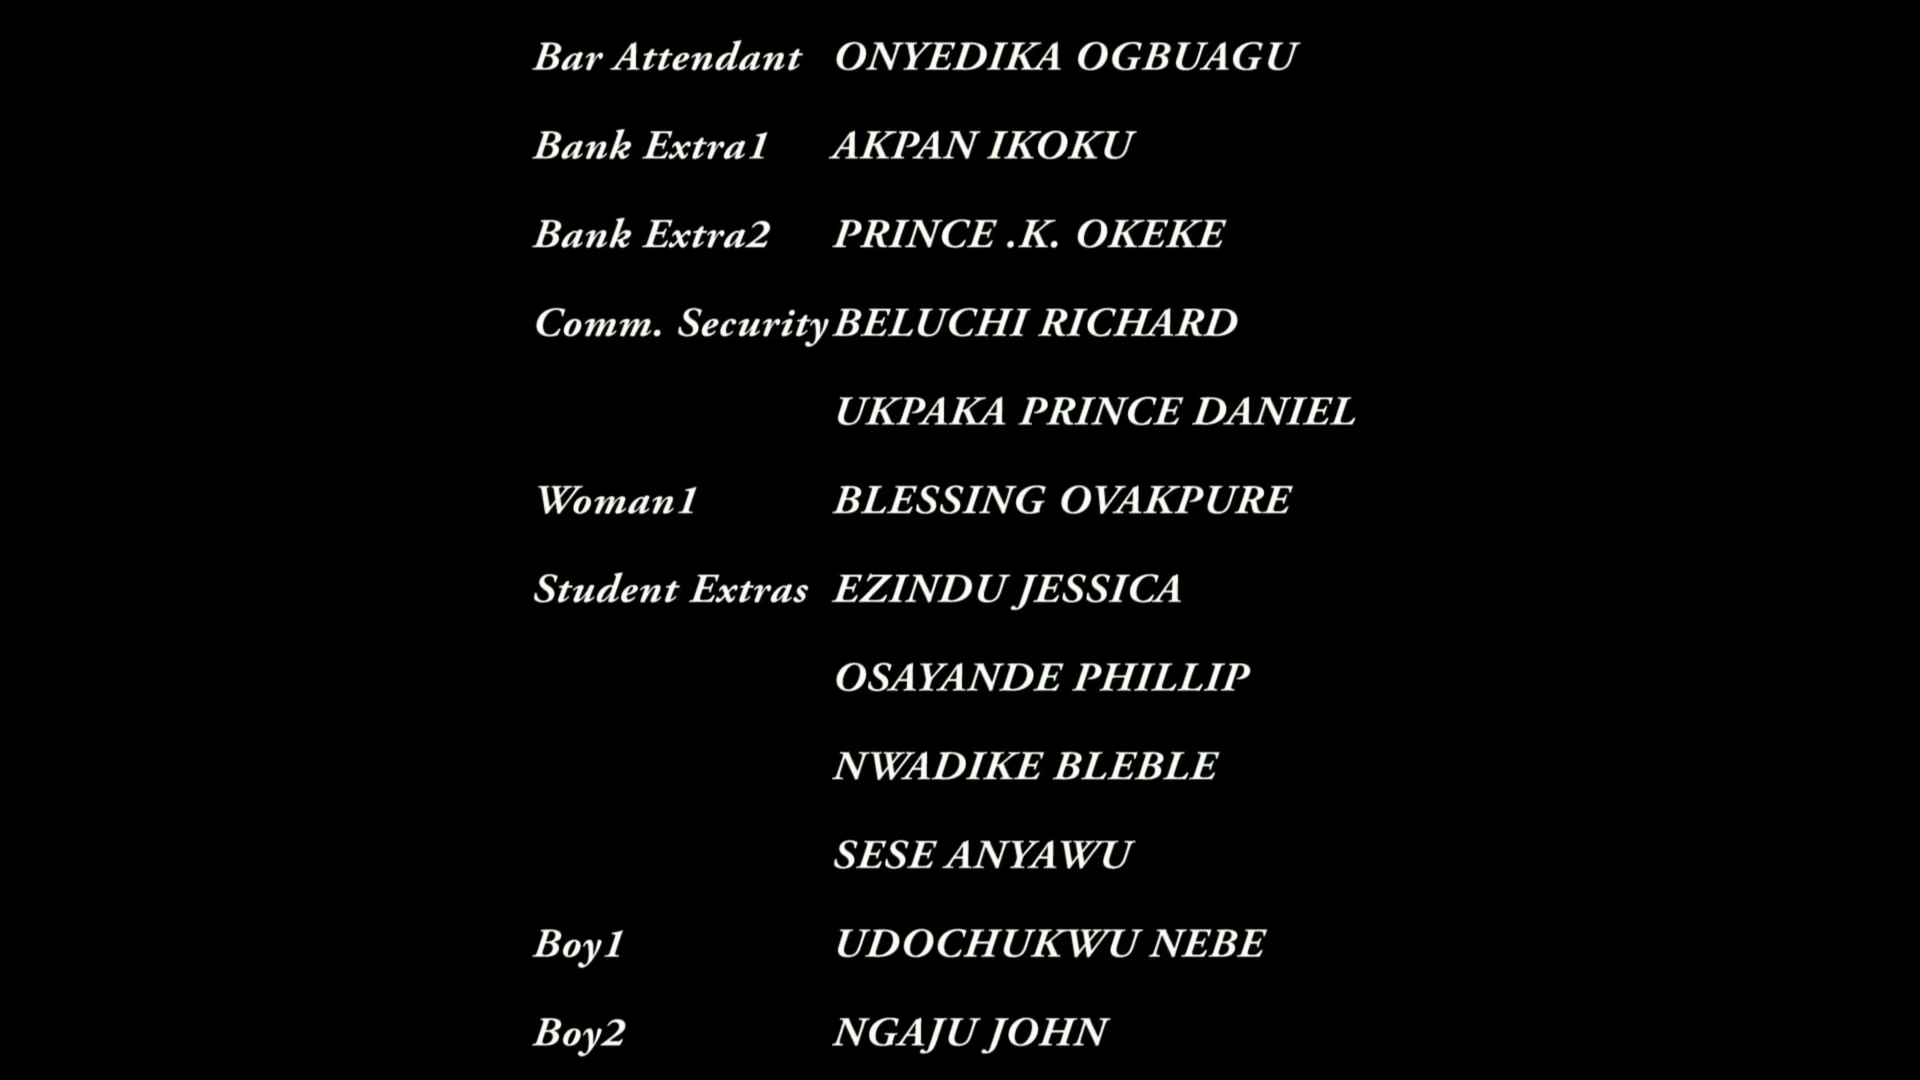 Bar Attendant ONYEDIKA OGBUAGU
Bank Extra1 AKPAN IKOKU
Bank Extra2 PRINCE .K. OKEKE
Comm. Security BELUCHI RICHARD
UKPAKA PRINCE DANIEL
Woman1 BLESSING OVAKPURE
Student Extras EZINDU JESSICA
OSAYANDE PHILLIP
NWADIKE BLEBLE
SESE ANYAWU
Boy1 UDOCHUKWU NEBE
Boy2 NGAJU JOHN